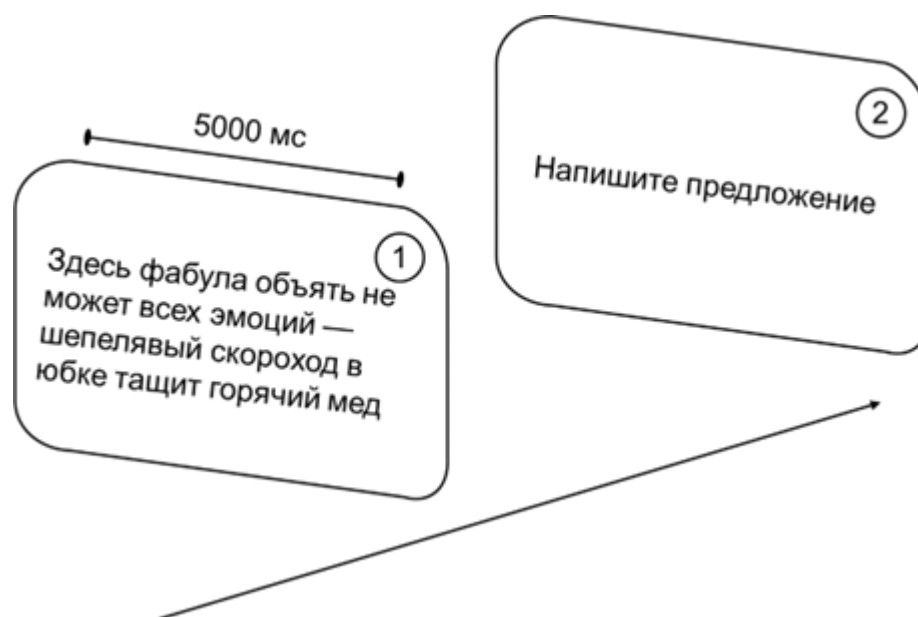 5000 мс
1
Здесь фабула объять не
может всех эмоций —
шепелявый скороход в
юбке тащит горячий мед
2
Напишите предложение